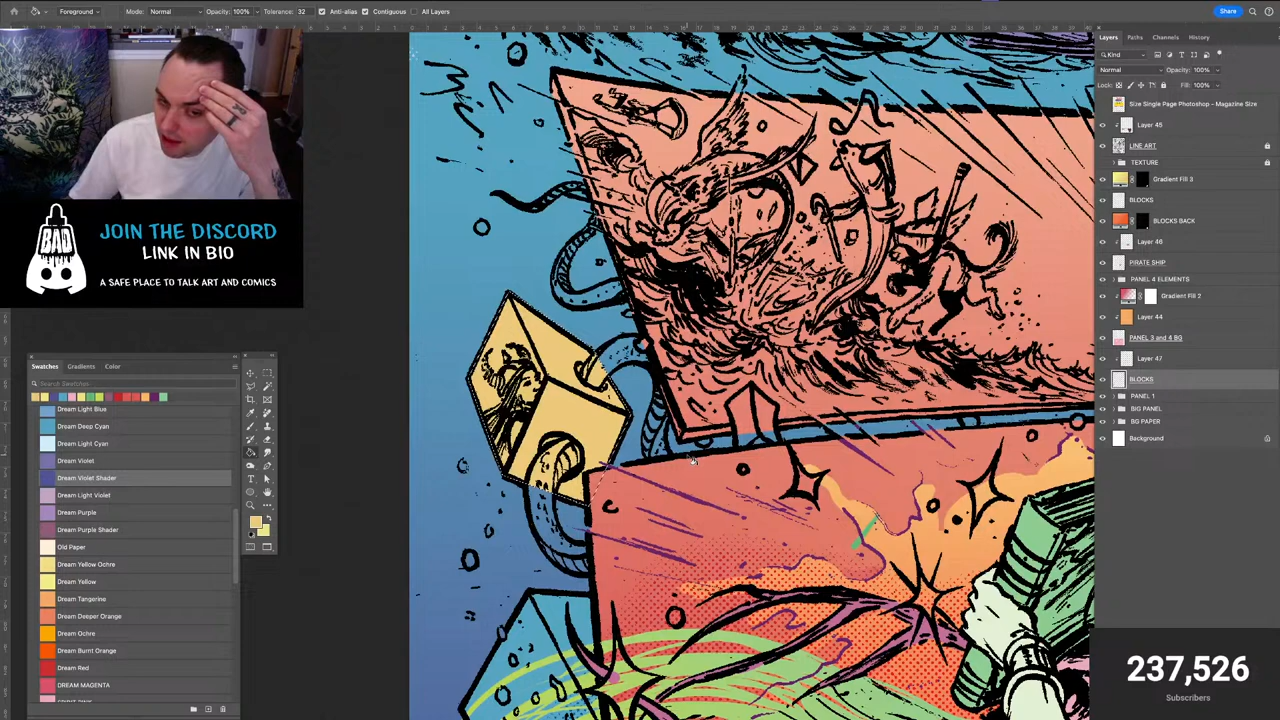 Foreground
Mode: Normal
Opacity: 100%
Tolerance: 32
Anti-alias
Contiguous
All Layers
Share
BAD
JOIN THE DISCORD
LINK IN BIO
A SAFE PLACE TO TALK ART AND COMICS
Layers
Paths
Channels
History
Kind
Normal
Opacity: 100%
Lock:
Fill: 100%
Size Single Page Photoshop - Magazine Size
Layer 45
LINE ART
TEXTURE
Gradient Fill 3
BLOCKS
BLOCKS BACK
Layer 46
PIRATE SHIP
PANEL 4 ELEMENTS
Gradient Fill 2
Layer 44
PANEL 3 and 4 BG
Layer 47
BLOCKS
PANEL 1
BIG PANEL
BG PAPER
Background
Swatches
Gradients
Color
Search Swatches
Dream Light Blue
Dream Deep Cyan
Dream Light Cyan
Dream Violet
Dream Violet Shader
Dream Light Violet
Dream Purple
Dream Purple Shader
Old Paper
Dream Yellow Ochre
Dream Yellow
Dream Tangerine
Dream Deeper Orange
Dream Ochre
Dream Burnt Orange
Dream Red
DREAM MAGENTA
237,526
Subscribers